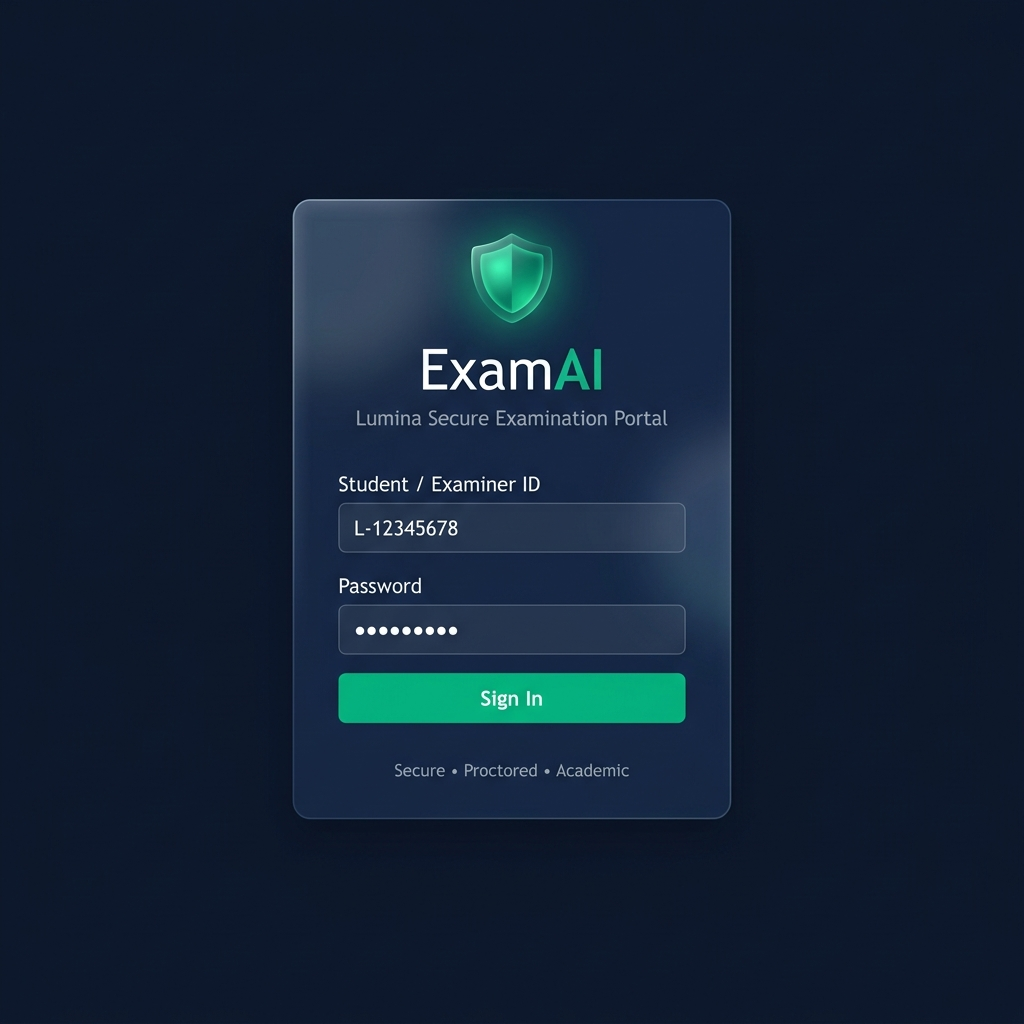 ExamAI
Lumina Secure Examination Portal
Student / Examiner ID
L-12345678
Password
•••••••••
Sign In
Secure • Proctored • Academic